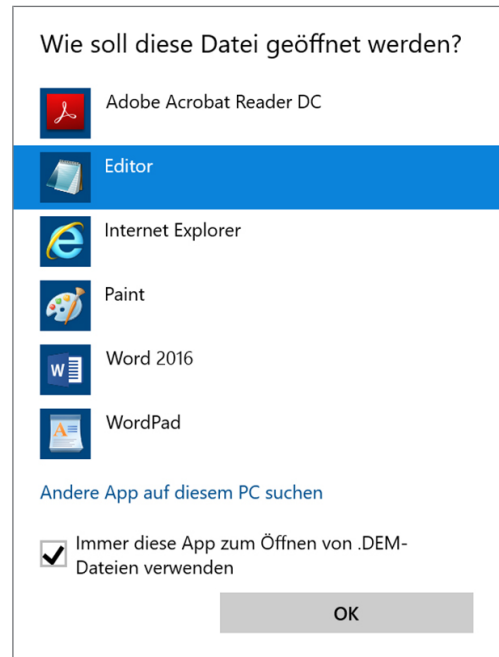 Wie soll diese Datei geöffnet werden?
Adobe Acrobat Reader DC
Editor
Internet Explorer
Paint
Word 2016
WordPad
Andere App auf diesem PC suchen
Immer diese App zum Öffnen von .DEM-
Dateien verwenden
OK